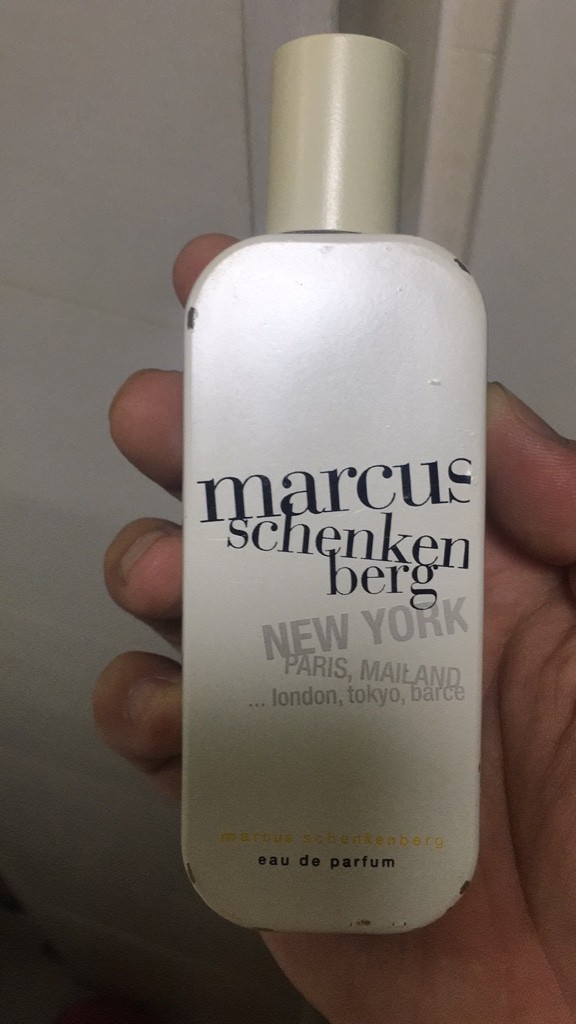 marcus
schenken
berg
NEW YORK
PARIS, MAILAND
... london, tokyo, barce
marcus schenkenberg
eau de parfum